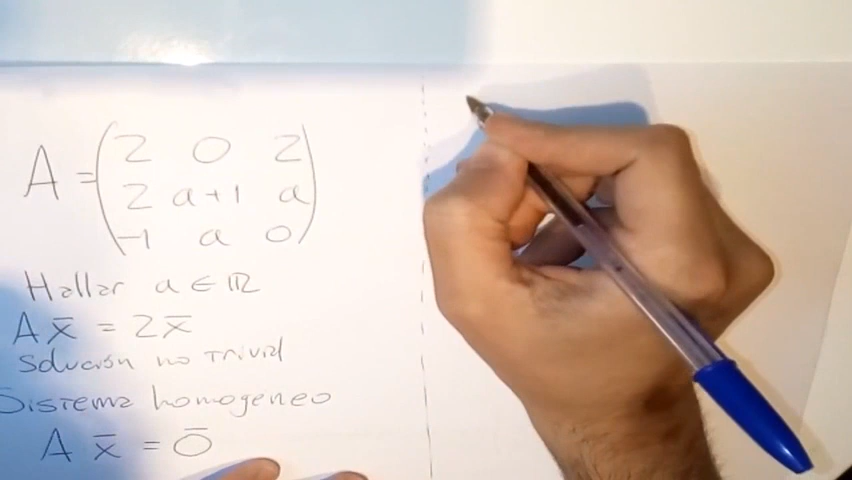 A = ( 2 0 2
2 a+1 a
-1 a 0 )
Hallar a ∈ ℝ
A x̄ = 2 x̄
Solución no trivial
Sistema homogeneo
A x̄ = 0̄